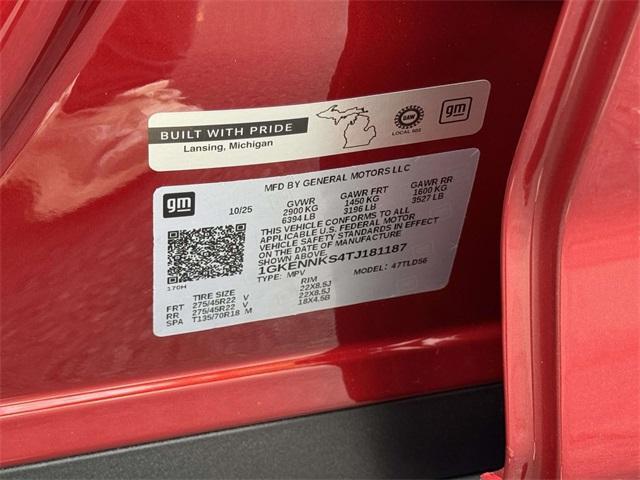 BUILT WITH PRIDE
Lansing, Michigan
UAW
LOCAL 602
gm
MFD BY GENERAL MOTORS LLC
gm
10/25 GVWR GAWR FRT GAWR RR
2900 KG 1450 KG 1600 KG
6394 LB 3196 LB 3527 LB
THIS VEHICLE CONFORMS TO ALL
APPLICABLE U.S. FEDERAL MOTOR
VEHICLE SAFETY STANDARDS IN EFFECT
ON THE DATE OF MANUFACTURE
1GKENNKS4TJ181187
TYPE: MPV MODEL: 47TLD56
170H
TIRE SIZE RIM
FRT 275/45R22 V 22X8.5J
RR 275/45R22 V 22X8.5J
SPA T135/70R18 M 18X4.5B